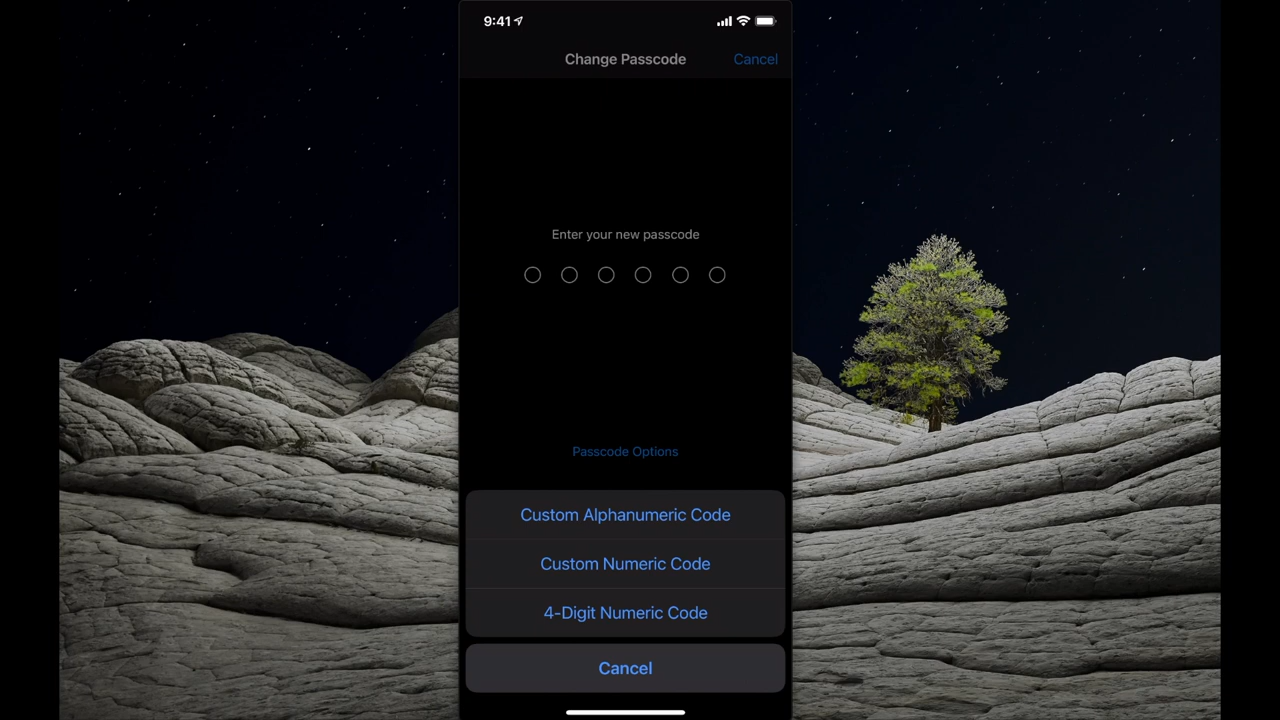 9:41
Change Passcode
Cancel
Enter your new passcode
Passcode Options
Custom Alphanumeric Code
Custom Numeric Code
4-Digit Numeric Code
Cancel